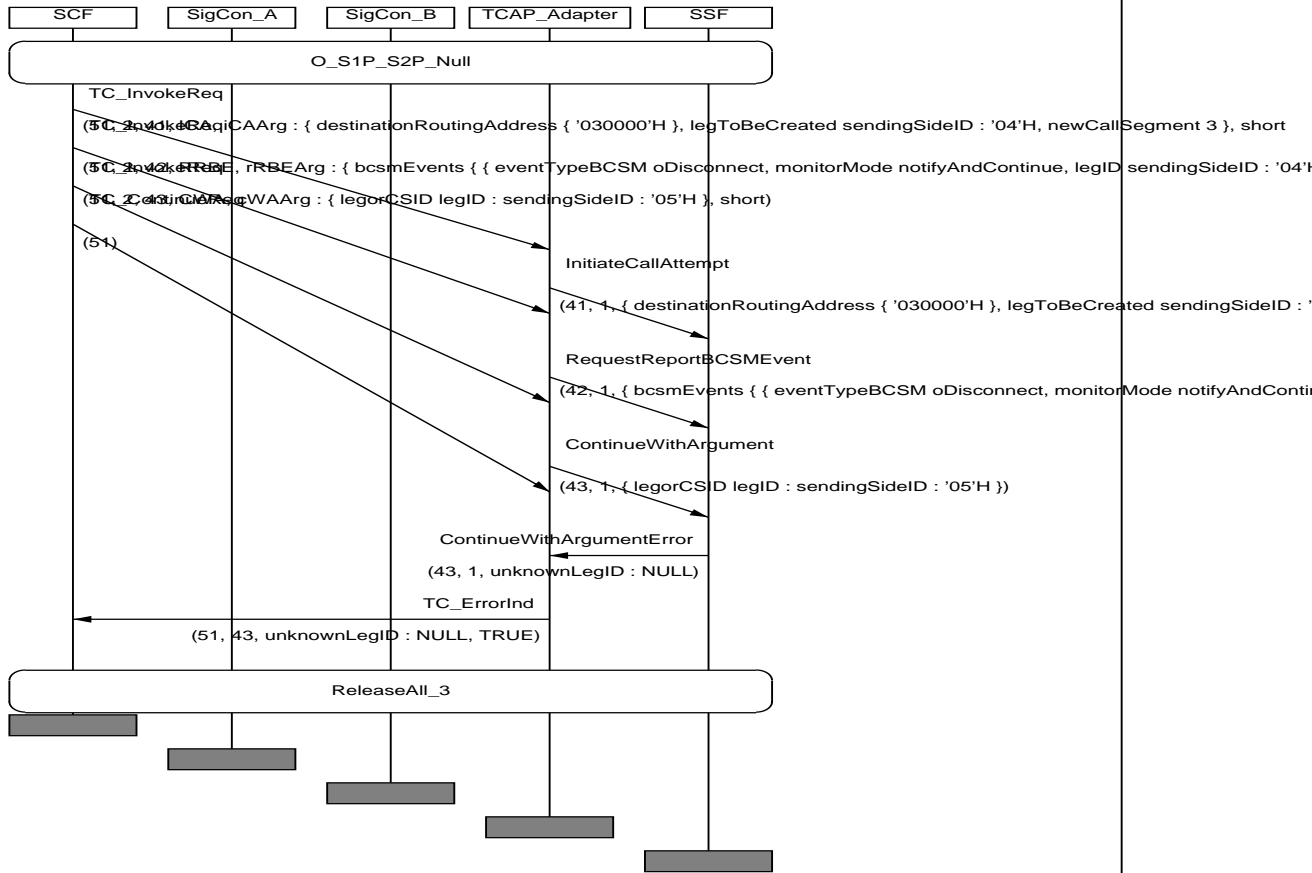 SCF SigCon_A SigCon_B TCAP_Adapter SSF
O_S1P_S2P_Null
TC_InvokeReq
iCAArg : { destinationRoutingAddress { '030000'H }, legToBeCreated sendingSideID : '04'H, newCallSegment 3 }, short
rRBEArg : { bcsmEvents { { eventTypeBCSM oDisconnect, monitorMode notifyAndContinue, legID sendingSideID : '04'H
cWAArg : { legorCSID legID : sendingSideID : '05'H }, short)
(51)
InitiateCallAttempt
(41, 1, { destinationRoutingAddress { '030000'H }, legToBeCreated sendingSideID : '
RequestReportBCSMEvent
(42, 1, { bcsmEvents { { eventTypeBCSM oDisconnect, monitorMode notifyAndConti
ContinueWithArgument
(43, 1, { legorCSID legID : sendingSideID : '05'H })
ContinueWithArgumentError
(43, 1, unknownLegID : NULL)
TC_ErrorInd
(51, 43, unknownLegID : NULL, TRUE)
ReleaseAll_3